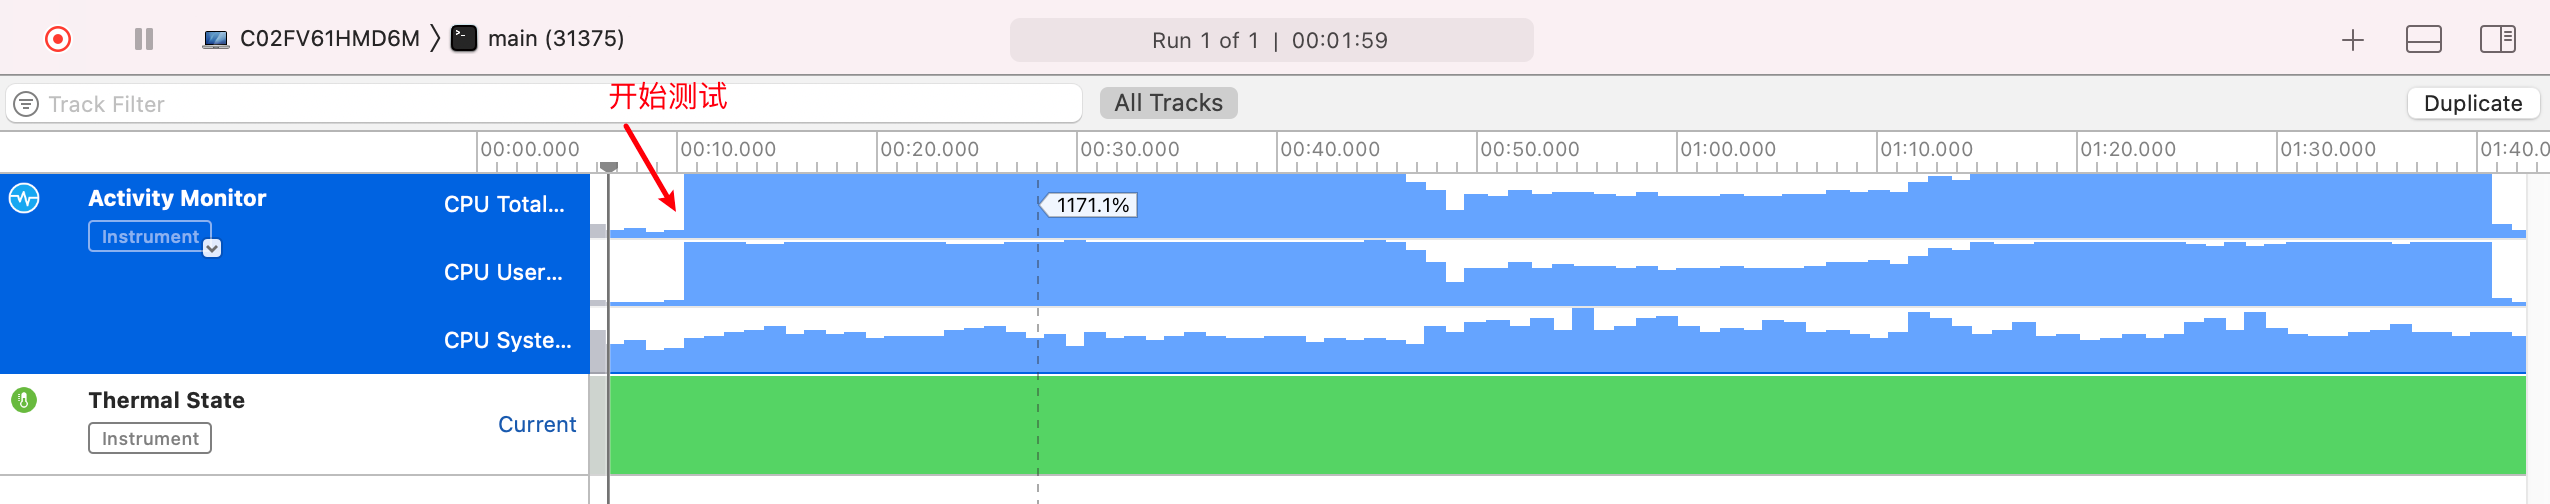 C02FV61HMD6M 〉 main (31375)
Run 1 of 1 | 00:01:59
Track Filter
开始测试
All Tracks
Duplicate
00:00.000 00:10.000 00:20.000 00:30.000 00:40.000 00:50.000 01:00.000 01:10.000 01:20.000 01:30.000 01:40.0
Activity Monitor
Instrument
CPU Total...
1171.1%
CPU User...
CPU Syste...
Thermal State
Instrument
Current